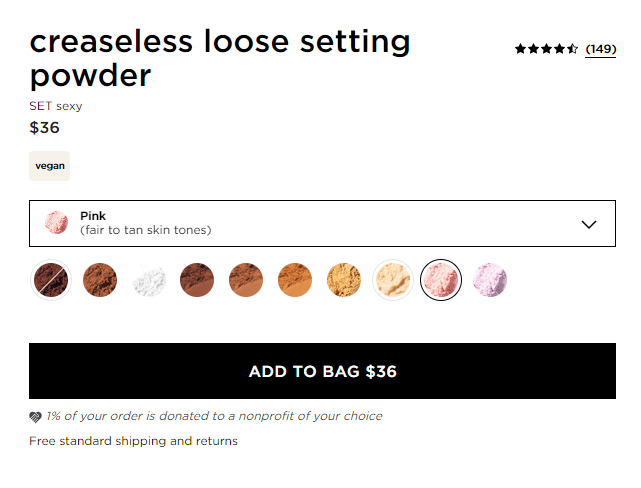 creaseless loose setting
powder
(149)
SET sexy
$36
vegan
Pink
(fair to tan skin tones)
ADD TO BAG $36
1% of your order is donated to a nonprofit of your choice
Free standard shipping and returns